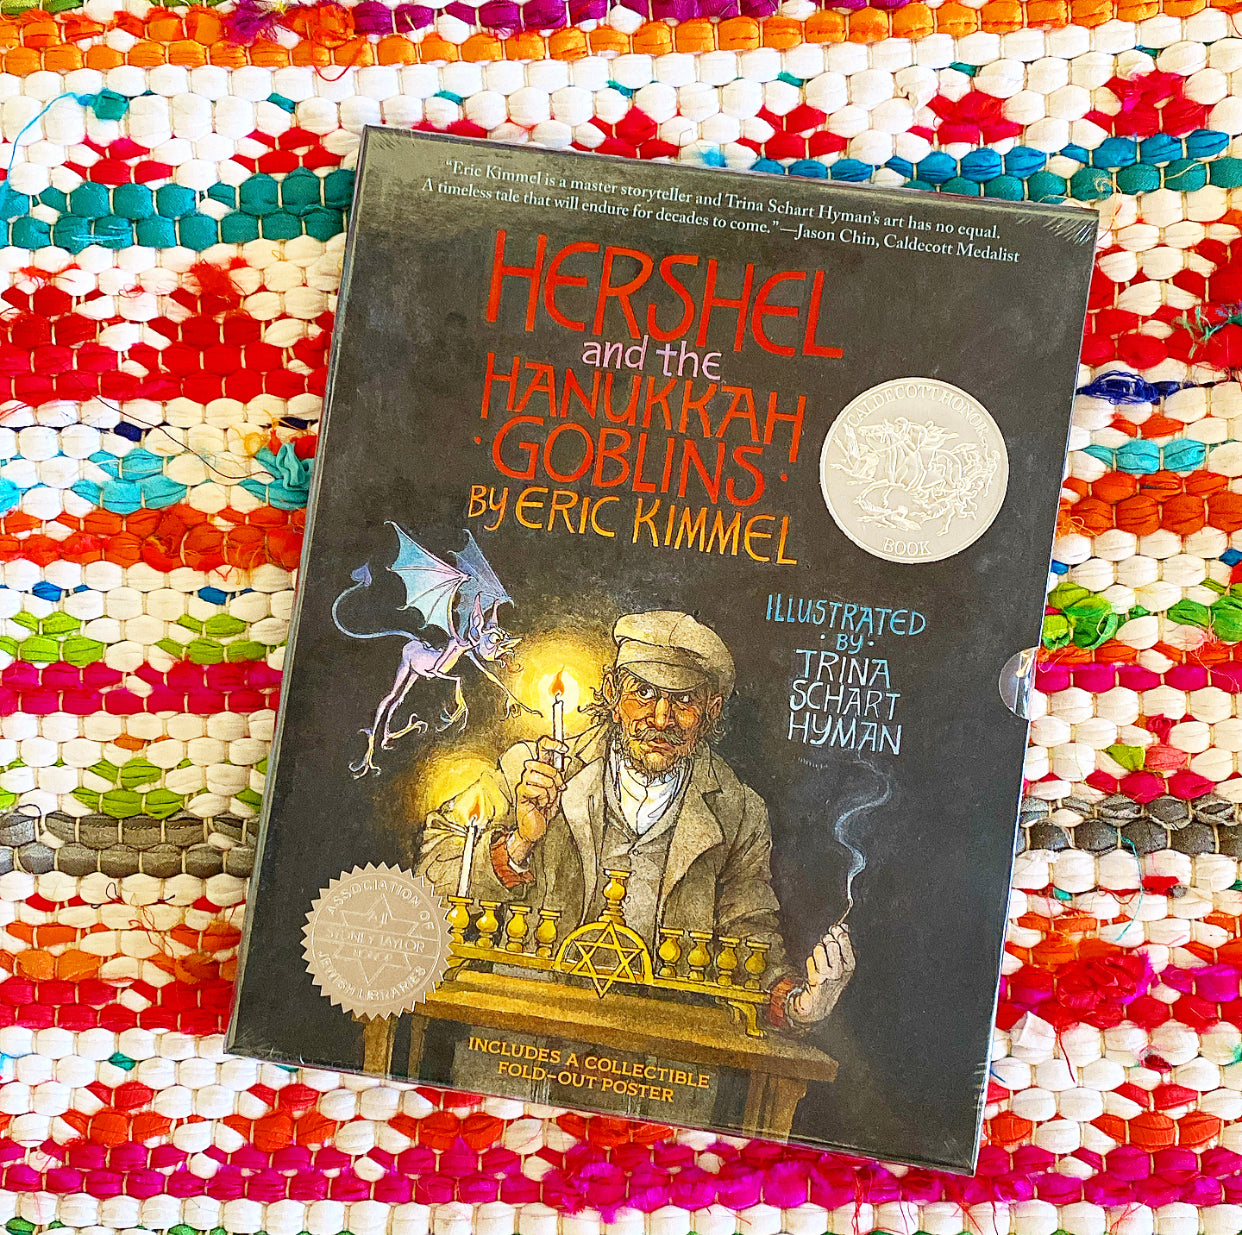 “Eric Kimmel is a master storyteller and Trina Schart Hyman’s art has no equal.
A timeless tale that will endure for decades to come.”—Jason Chin, Caldecott Medalist
HERSHEL
and the
HANUKKAH
·GOBLINS·
BY ERIC KIMMEL
CALDECOTT HONOR
BOOK
ILLUSTRATED
·BY·
TRINA
SCHART
HYMAN
ASSOCIATION OF
SYDNEY TAYLOR
JEWISH LIBRARIES
INCLUDES A COLLECTIBLE
FOLD-OUT POSTER